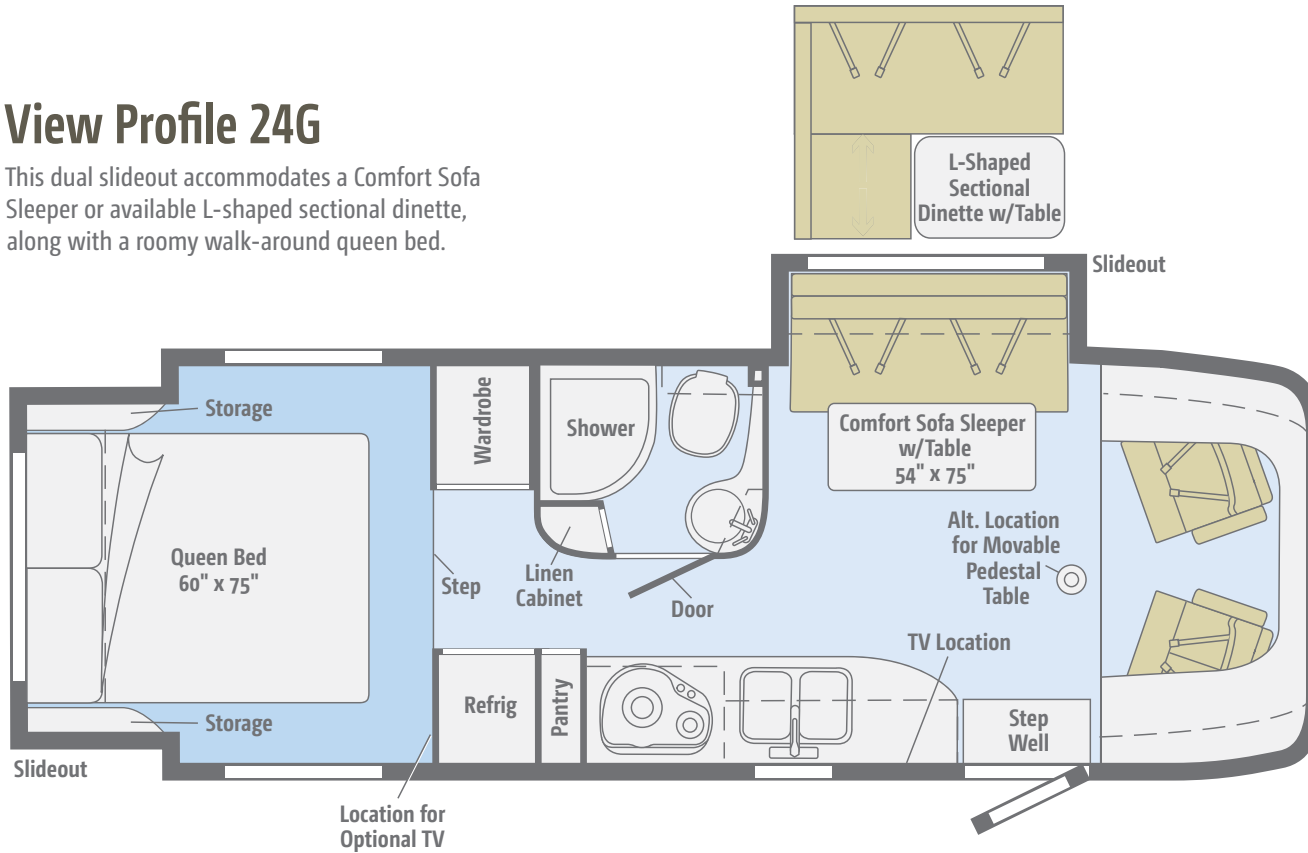 View Profile 24G
This dual slideout accommodates a Comfort Sofa
Sleeper or available L-shaped sectional dinette,
along with a roomy walk-around queen bed.
L-Shaped
Sectional
Dinette w/Table
Slideout
Storage
Wardrobe
Shower
Comfort Sofa Sleeper
w/Table
54" x 75"
Queen Bed
60" x 75"
Step
Linen
Cabinet
Door
Alt. Location
for Movable
Pedestal
Table
TV Location
Refrig
Pantry
Step
Well
Storage
Slideout
Location for
Optional TV